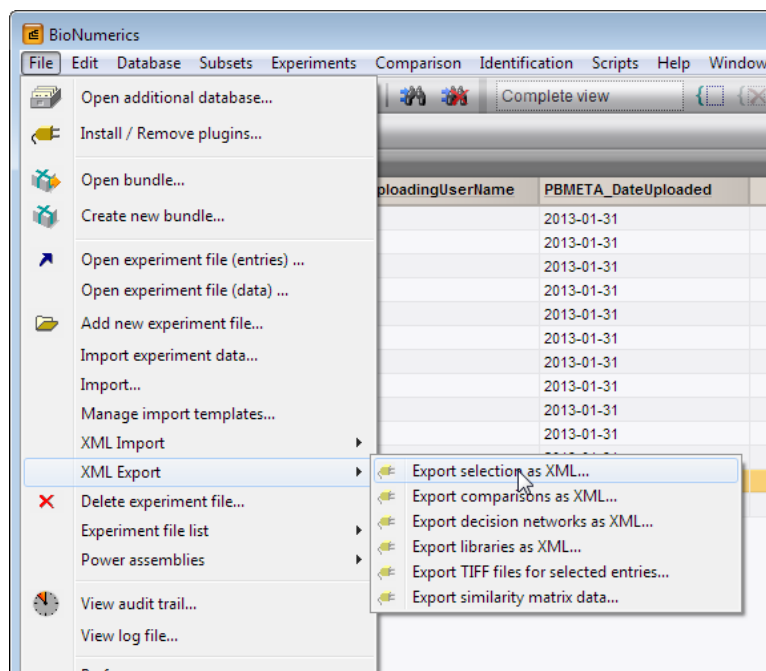 BioNumerics
File Edit Database Subsets Experiments Comparison Identification Scripts Help Window
Open additional database...
Complete view
Install / Remove plugins...
ploadingUserName PBMETA_DateUploaded
Open bundle...
2013-01-31
Create new bundle...
2013-01-31
Open experiment file (entries) ...
2013-01-31
Open experiment file (data) ...
2013-01-31
Add new experiment file...
2013-01-31
2013-01-31
Import experiment data...
2013-01-31
Import...
2013-01-31
Manage import templates...
2013-01-31
XML Import
2013-01-31
XML Export
Export selection as XML...
Delete experiment file...
Export comparisons as XML...
Experiment file list
Export decision networks as XML...
Power assemblies
Export libraries as XML...
Export TIFF files for selected entries...
View audit trail...
Export similarity matrix data...
View log file...